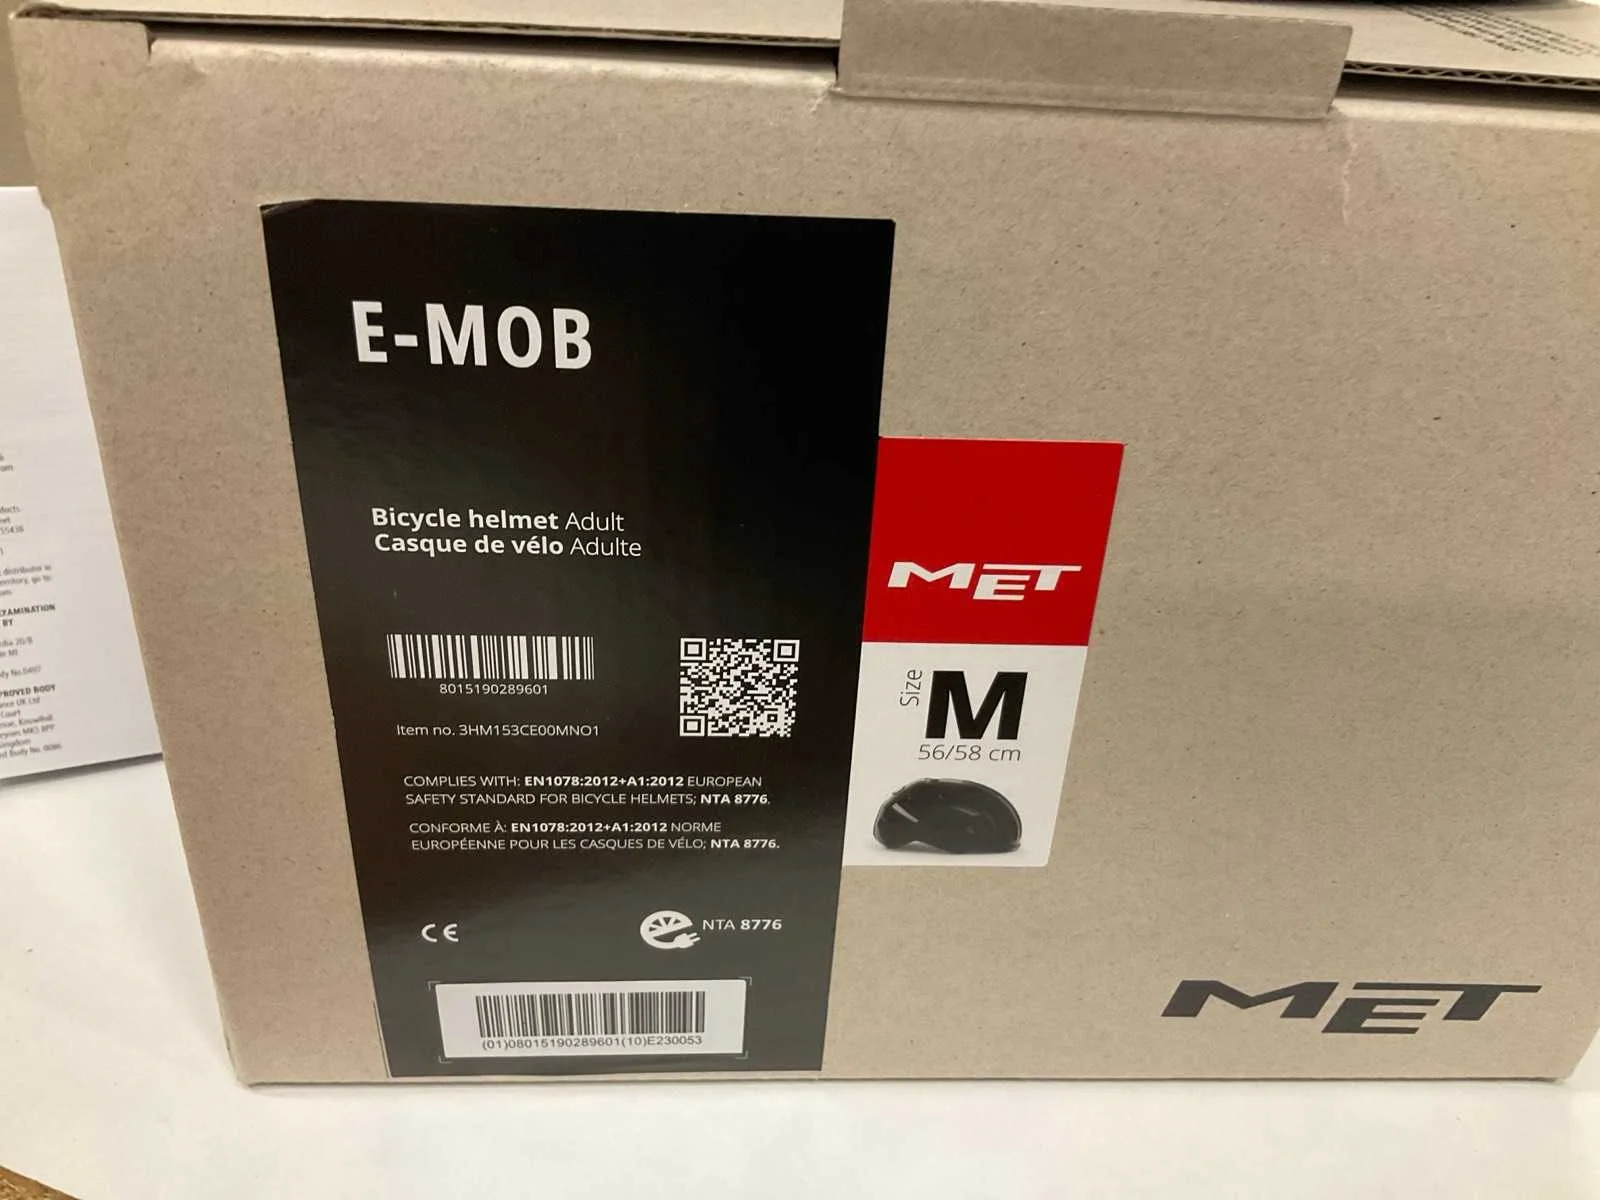 E-MOB
Bicycle helmet Adult
Casque de vélo Adulte
8015190289601
Item no. 3HM153CE00MNO1
COMPLIES WITH: EN1078:2012+A1:2012 EUROPEAN
SAFETY STANDARD FOR BICYCLE HELMETS; NTA 8776.
CONFORME À: EN1078:2012+A1:2012 NORME
EUROPÉENNE POUR LES CASQUES DE VÉLO; NTA 8776.
CE
NTA 8776
(01)08015190289601(10)E230053
MET
Size
M
56/58 cm
MET